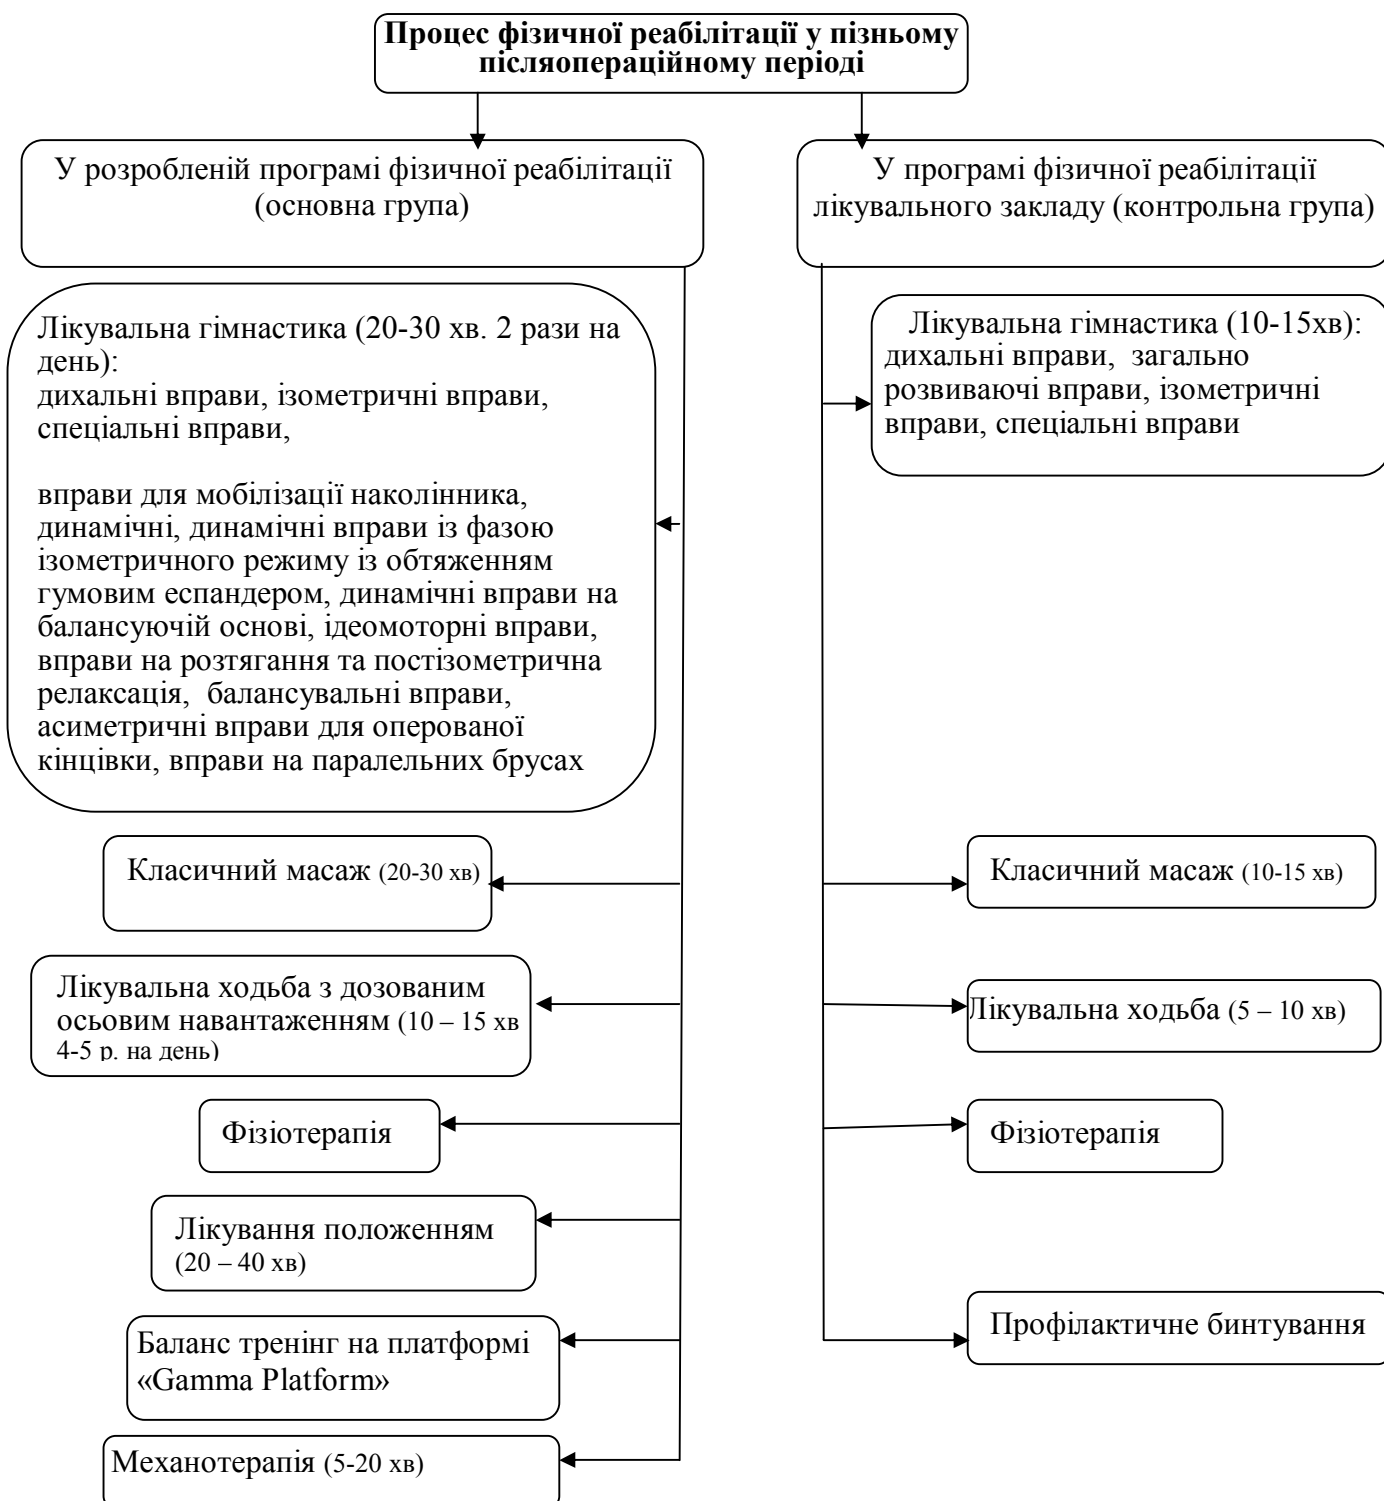 Процес фізичної реабілітації у пізньому
післяопераційному періоді
У розробленій програмі фізичної реабілітації
(основна група)
У програмі фізичної реабілітації
лікувального закладу (контрольна група)
Лікувальна гімнастика (20-30 хв. 2 рази на
день):
дихальні вправи, ізометричні вправи,
спеціальні вправи,
вправи для мобілізації наколінника,
динамічні, динамічні вправи із фазою
ізометричного режиму із обтяженням
гумовим еспандером, динамічні вправи на
балансуючій основі, ідеомоторні вправи,
вправи на розтягання та постізометрична
релаксація, балансувальні вправи,
асиметричні вправи для оперованої
кінцівки, вправи на паралельних брусах
Лікувальна гімнастика (10-15хв):
дихальні вправи, загально
розвиваючі вправи, ізометричні
вправи, спеціальні вправи
Класичний масаж (20-30 хв)
Класичний масаж (10-15 хв)
Лікувальна ходьба з дозованим
осьовим навантаженням (10 – 15 хв
4-5 р. на день)
Лікувальна ходьба (5 – 10 хв)
Фізіотерапія
Фізіотерапія
Лікування положенням
(20 – 40 хв)
Баланс тренінг на платформі
«Gamma Platform»
Профілактичне бинтування
Механотерапія (5-20 хв)